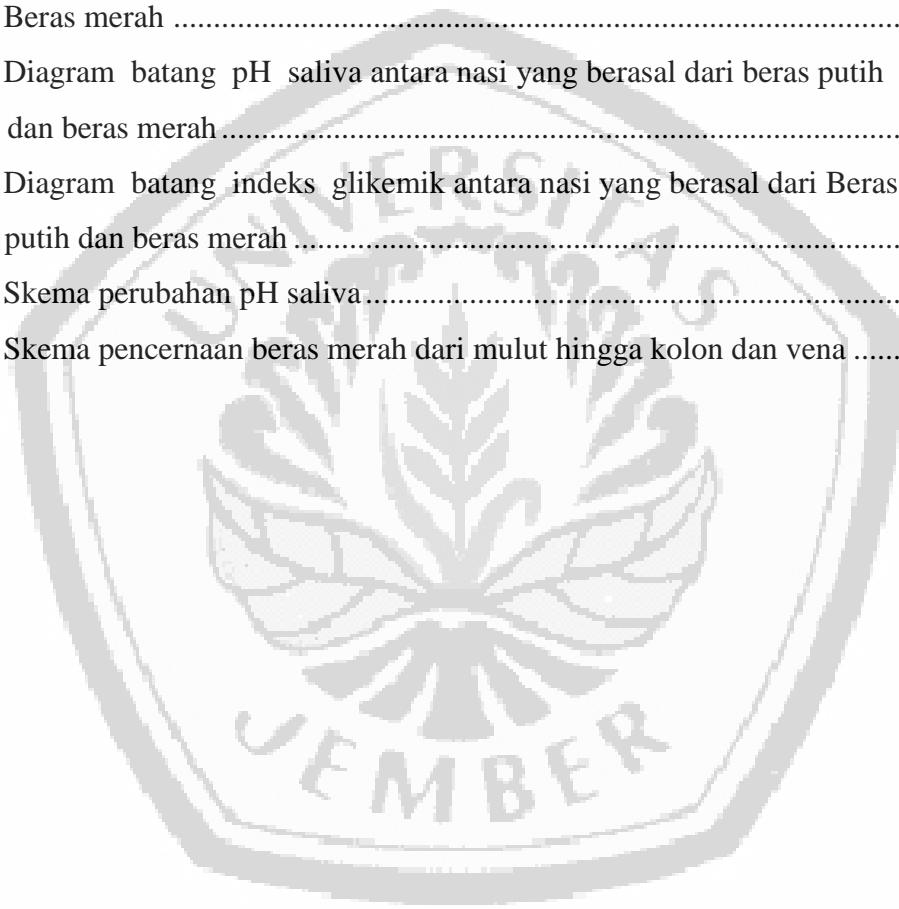 Beras merah ..........................................................................................
Diagram batang pH saliva antara nasi yang berasal dari beras putih
dan beras merah .....................................................................................
Diagram batang indeks glikemik antara nasi yang berasal dari Beras
putih dan beras merah ...........................................................................
Skema perubahan pH saliva ...................................................................
Skema pencernaan beras merah dari mulut hingga kolon dan vena ......
UNIVERSITAS
JEMBER